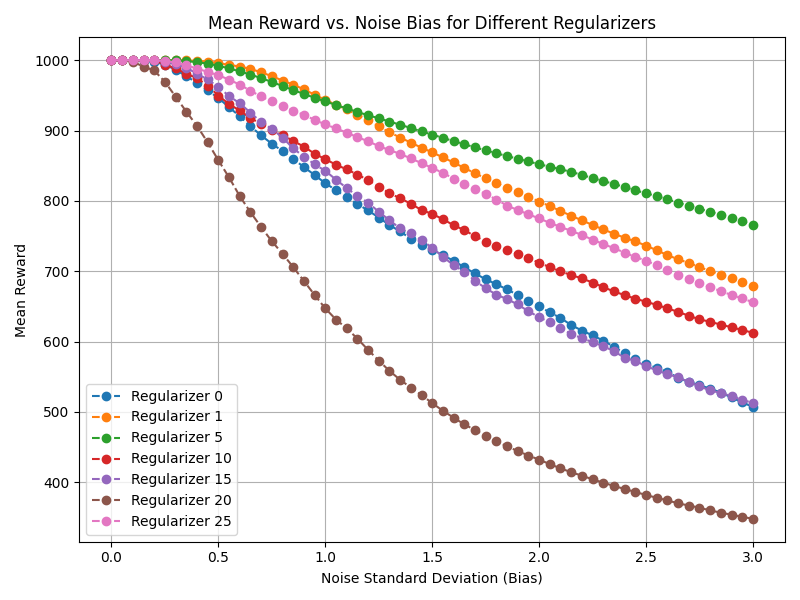 Mean Reward vs. Noise Bias for Different Regularizers
Mean Reward
1000
900
800
700
600
500
400
Regularizer 0
Regularizer 1
Regularizer 5
Regularizer 10
Regularizer 15
Regularizer 20
Regularizer 25
0.0 0.5 1.0 1.5 2.0 2.5 3.0
Noise Standard Deviation (Bias)